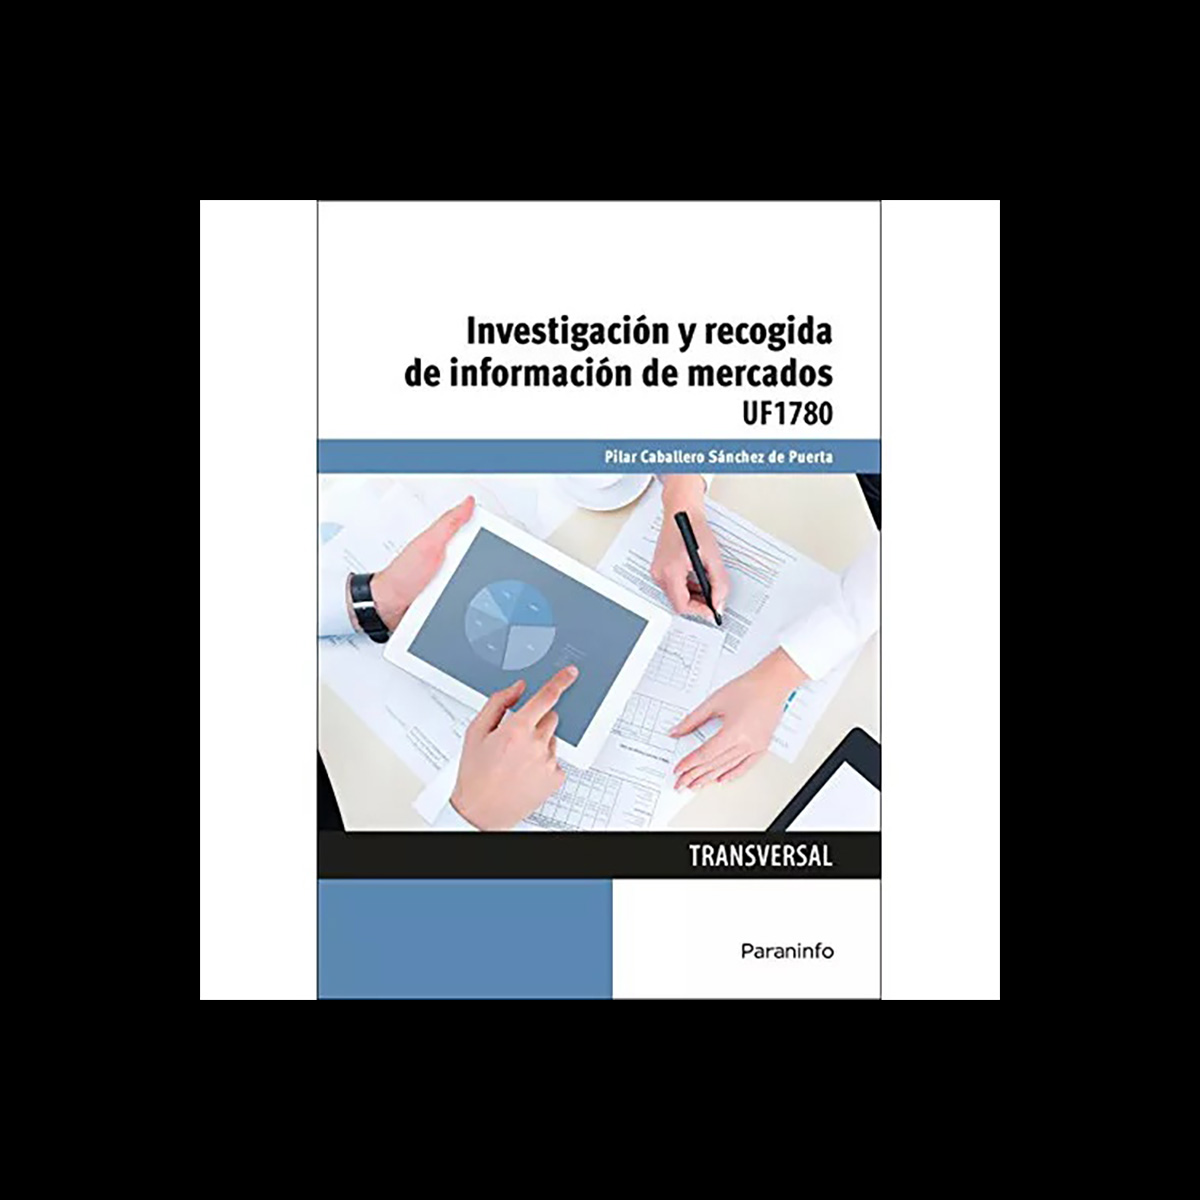 Investigación y recogida
de información de mercados
UF1780
Pilar Caballero Sánchez de Puerta
TRANSVERSAL
Paraninfo